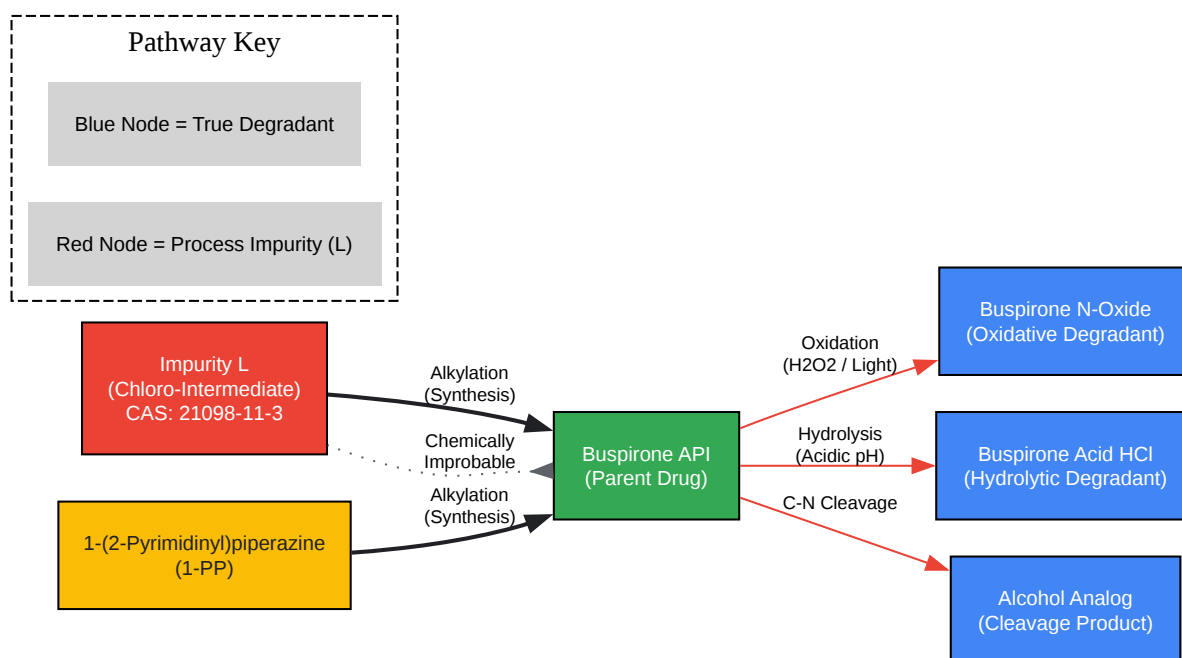 Pathway Key
Blue Node = True Degradant
Red Node = Process Impurity (L)
Impurity L
(Chloro-Intermediate)
CAS: 21098-11-3
1-(2-Pyrimidinyl)piperazine
(1-PP)
Alkylation
(Synthesis)
Chemically
Improbable
Alkylation
(Synthesis)
Buspirone API
(Parent Drug)
Oxidation
(H2O2 / Light)
Hydrolysis
(Acidic pH)
C-N Cleavage
Buspirone N-Oxide
(Oxidative Degradant)
Buspirone Acid HCl
(Hydrolytic Degradant)
Alcohol Analog
(Cleavage Product)